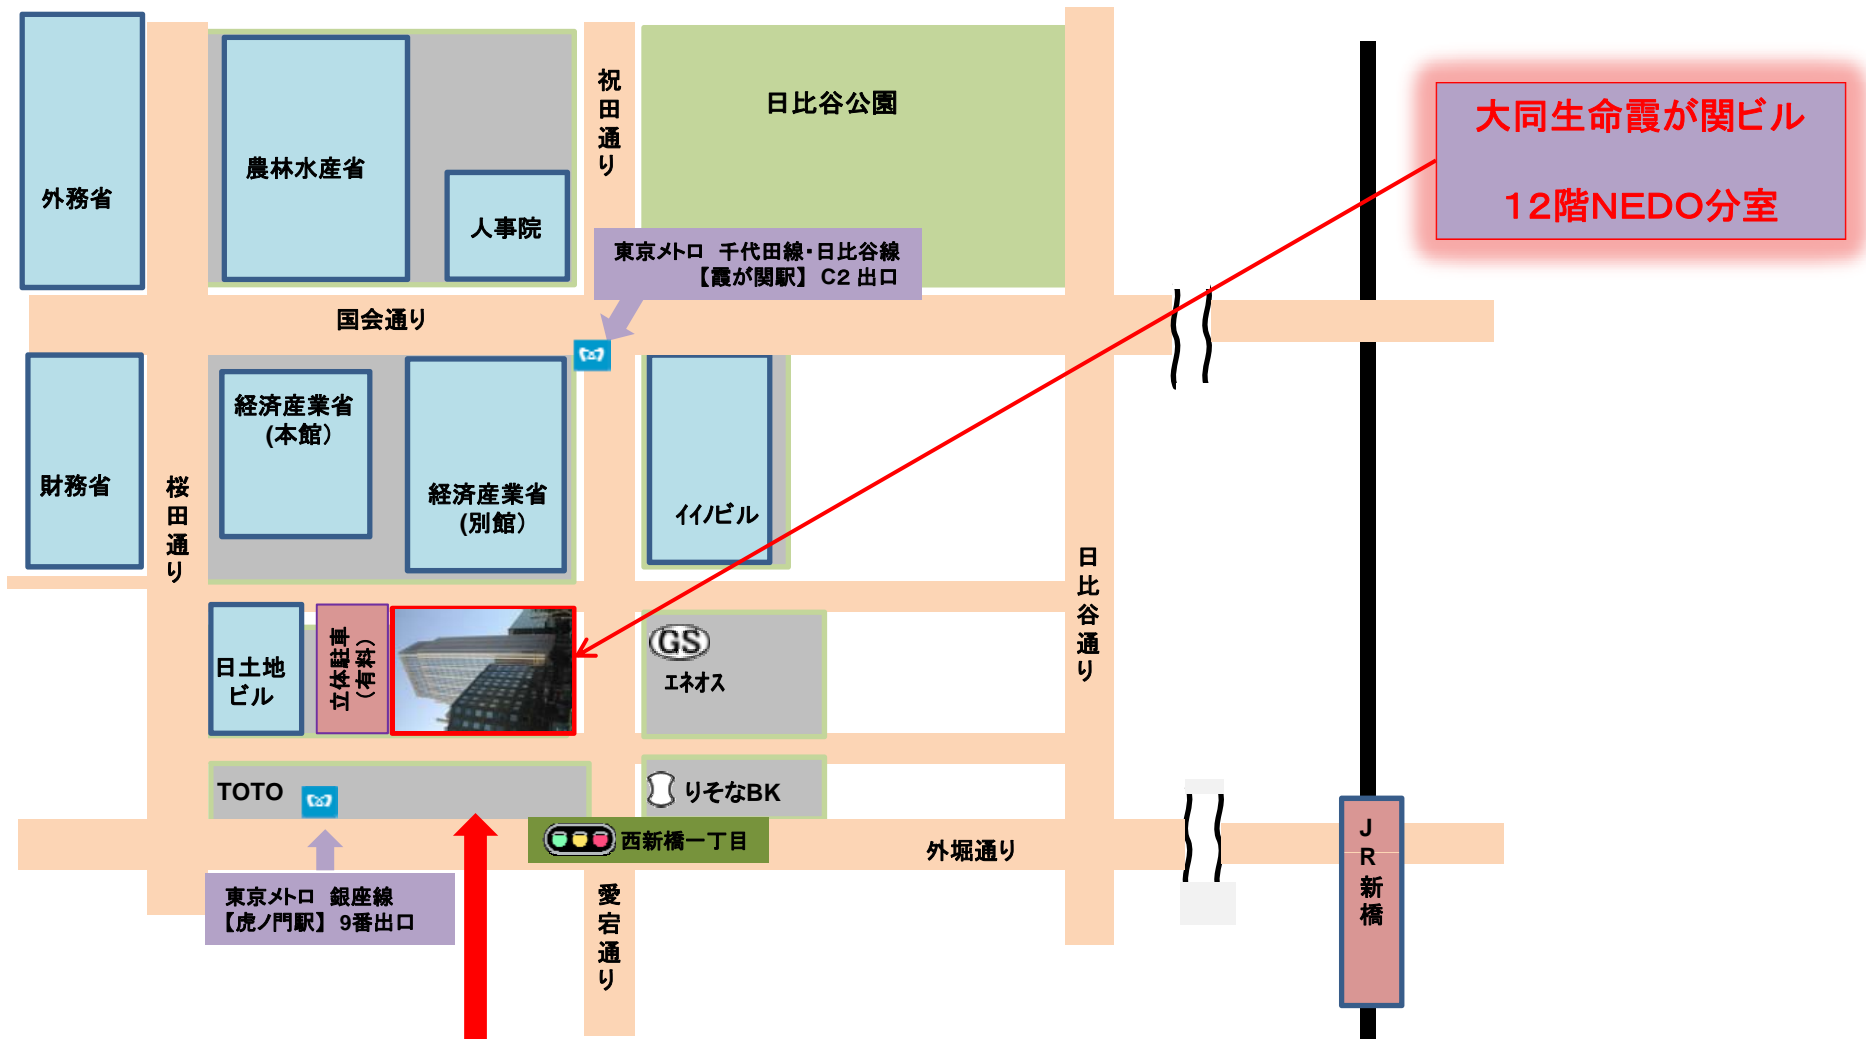 外務省
農林水産省
人事院
祝田通り
日比谷公園
大同生命霞が関ビル
12階NEDO分室
東京メトロ 千代田線・日比谷線
【霞が関駅】 C2 出口
国会通り
財務省
桜田通り
経済産業省
(本館)
経済産業省
(別館)
イイノビル
日比谷通り
日土地
ビル
立体駐車
(有料)
GS
エネオス
TOTO
りそなBK
西新橋一丁目
外堀通り
JR新橋
東京メトロ 銀座線
【虎ノ門駅】 9番出口
愛宕通り